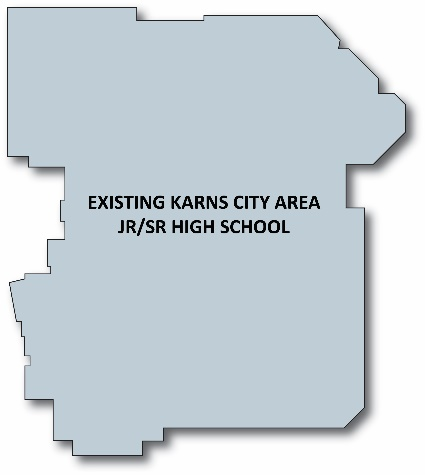 EXISTING KARNS CITY AREA
JR/SR HIGH SCHOOL